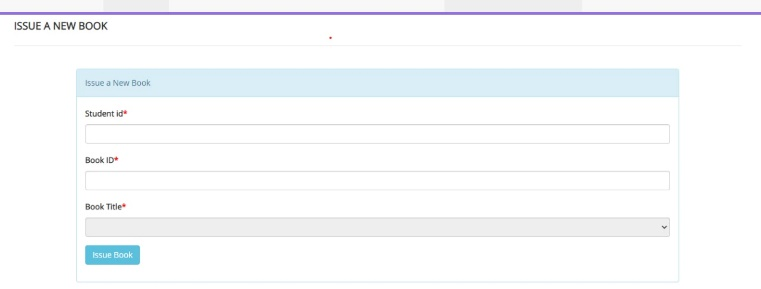 ISSUE A NEW BOOK
Issue a New Book
Student id*
Book ID*
Book Title*
Issue Book